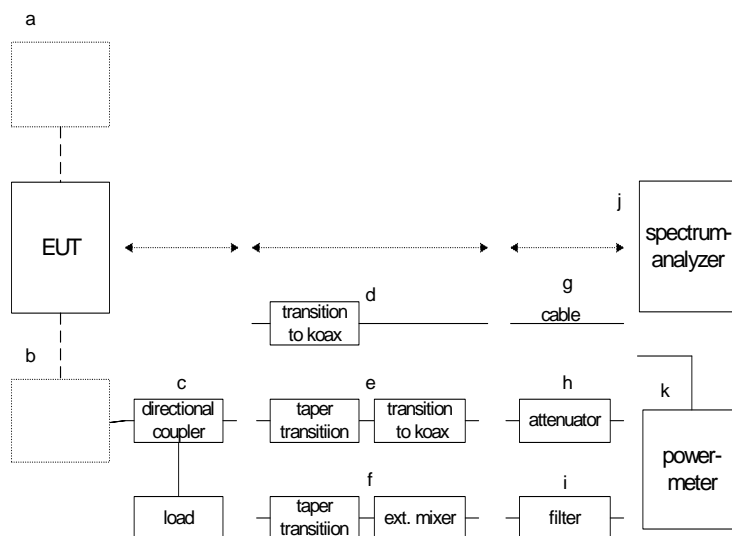 a
EUT
j
spectrum-
analyzer
d
transition
to koax
g
cable
b
c
directional
coupler
e
taper
transitiion
transition
to koax
h
attenuator
k
power-
meter
load
f
taper
transitiion
ext. mixer
i
filter